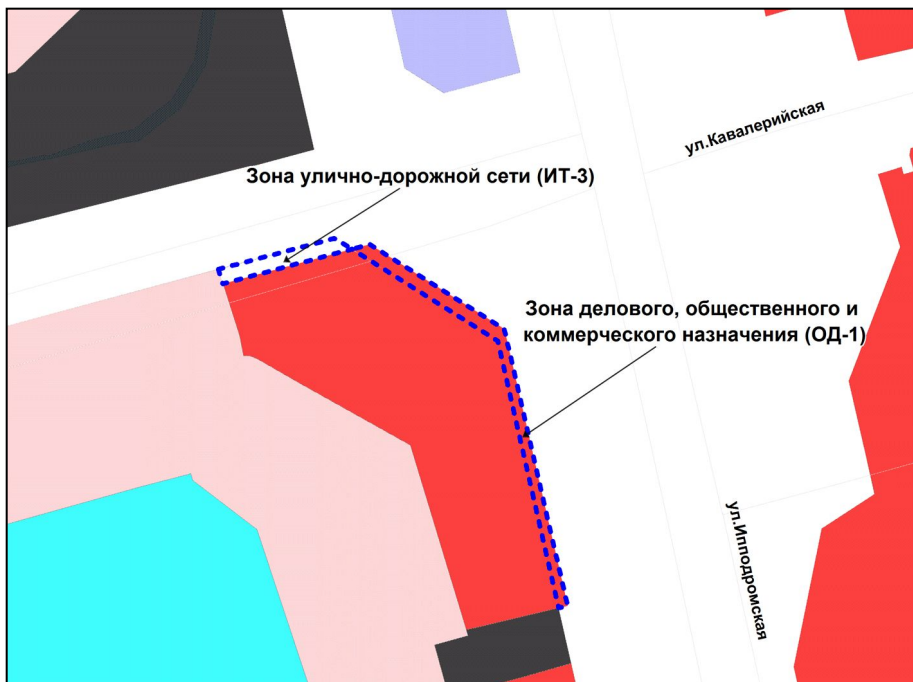 ул.Кавалерийская
Зона улично-дорожной сети (ИТ-3)
Зона делового, общественного и
коммерческого назначения (ОД-1)
ул.Ипподромская